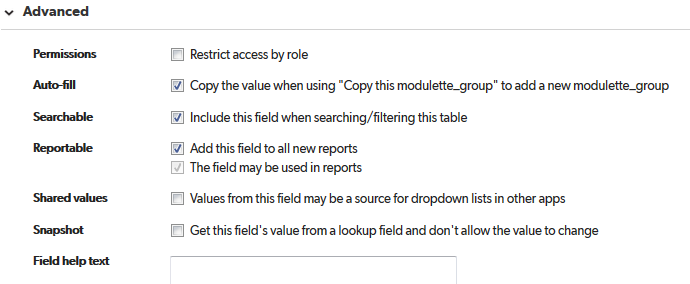 Advanced
Permissions Restrict access by role
Auto-fill Copy the value when using "Copy this modulette_group" to add a new modulette_group
Searchable Include this field when searching/filtering this table
Reportable Add this field to all new reports
The field may be used in reports
Shared values Values from this field may be a source for dropdown lists in other apps
Snapshot Get this field's value from a lookup field and don't allow the value to change
Field help text